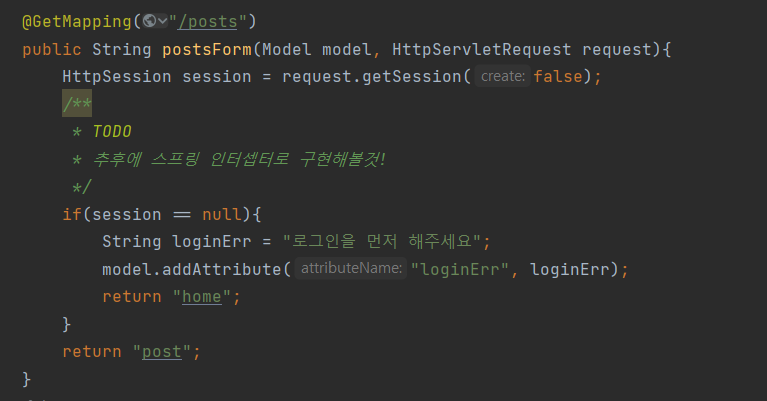 @GetMapping("/posts")
public String postsForm(Model model, HttpServletRequest request){
HttpSession session = request.getSession( create: false);
/**
* TODO
* 추후에 스프링 인터셉터로 구현해볼것!
*/
if(session == null){
String loginErr = "로그인을 먼저 해주세요";
model.addAttribute( attributeName: "loginErr", loginErr);
return "home";
}
return "post";
}